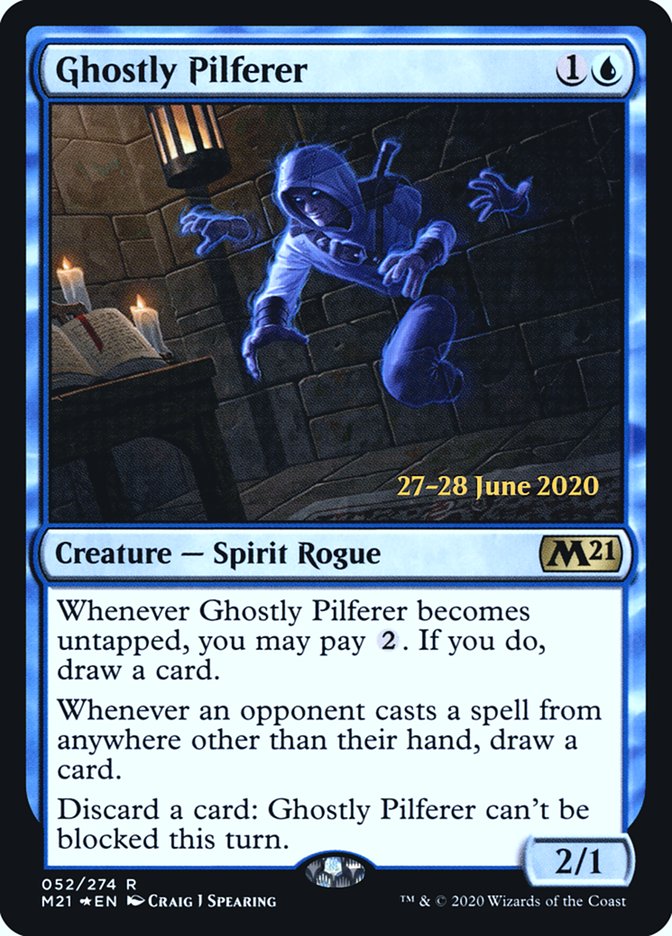 Ghostly Pilferer 1
27–28 June 2020
Creature — Spirit Rogue M21
Whenever Ghostly Pilferer becomes
untapped, you may pay 2. If you do,
draw a card.
Whenever an opponent casts a spell from
anywhere other than their hand, draw a
card.
Discard a card: Ghostly Pilferer can't be
blocked this turn.
2/1
052/274 R
M21 ★ EN Craig J Spearing ™ & © 2020 Wizards of the Coast